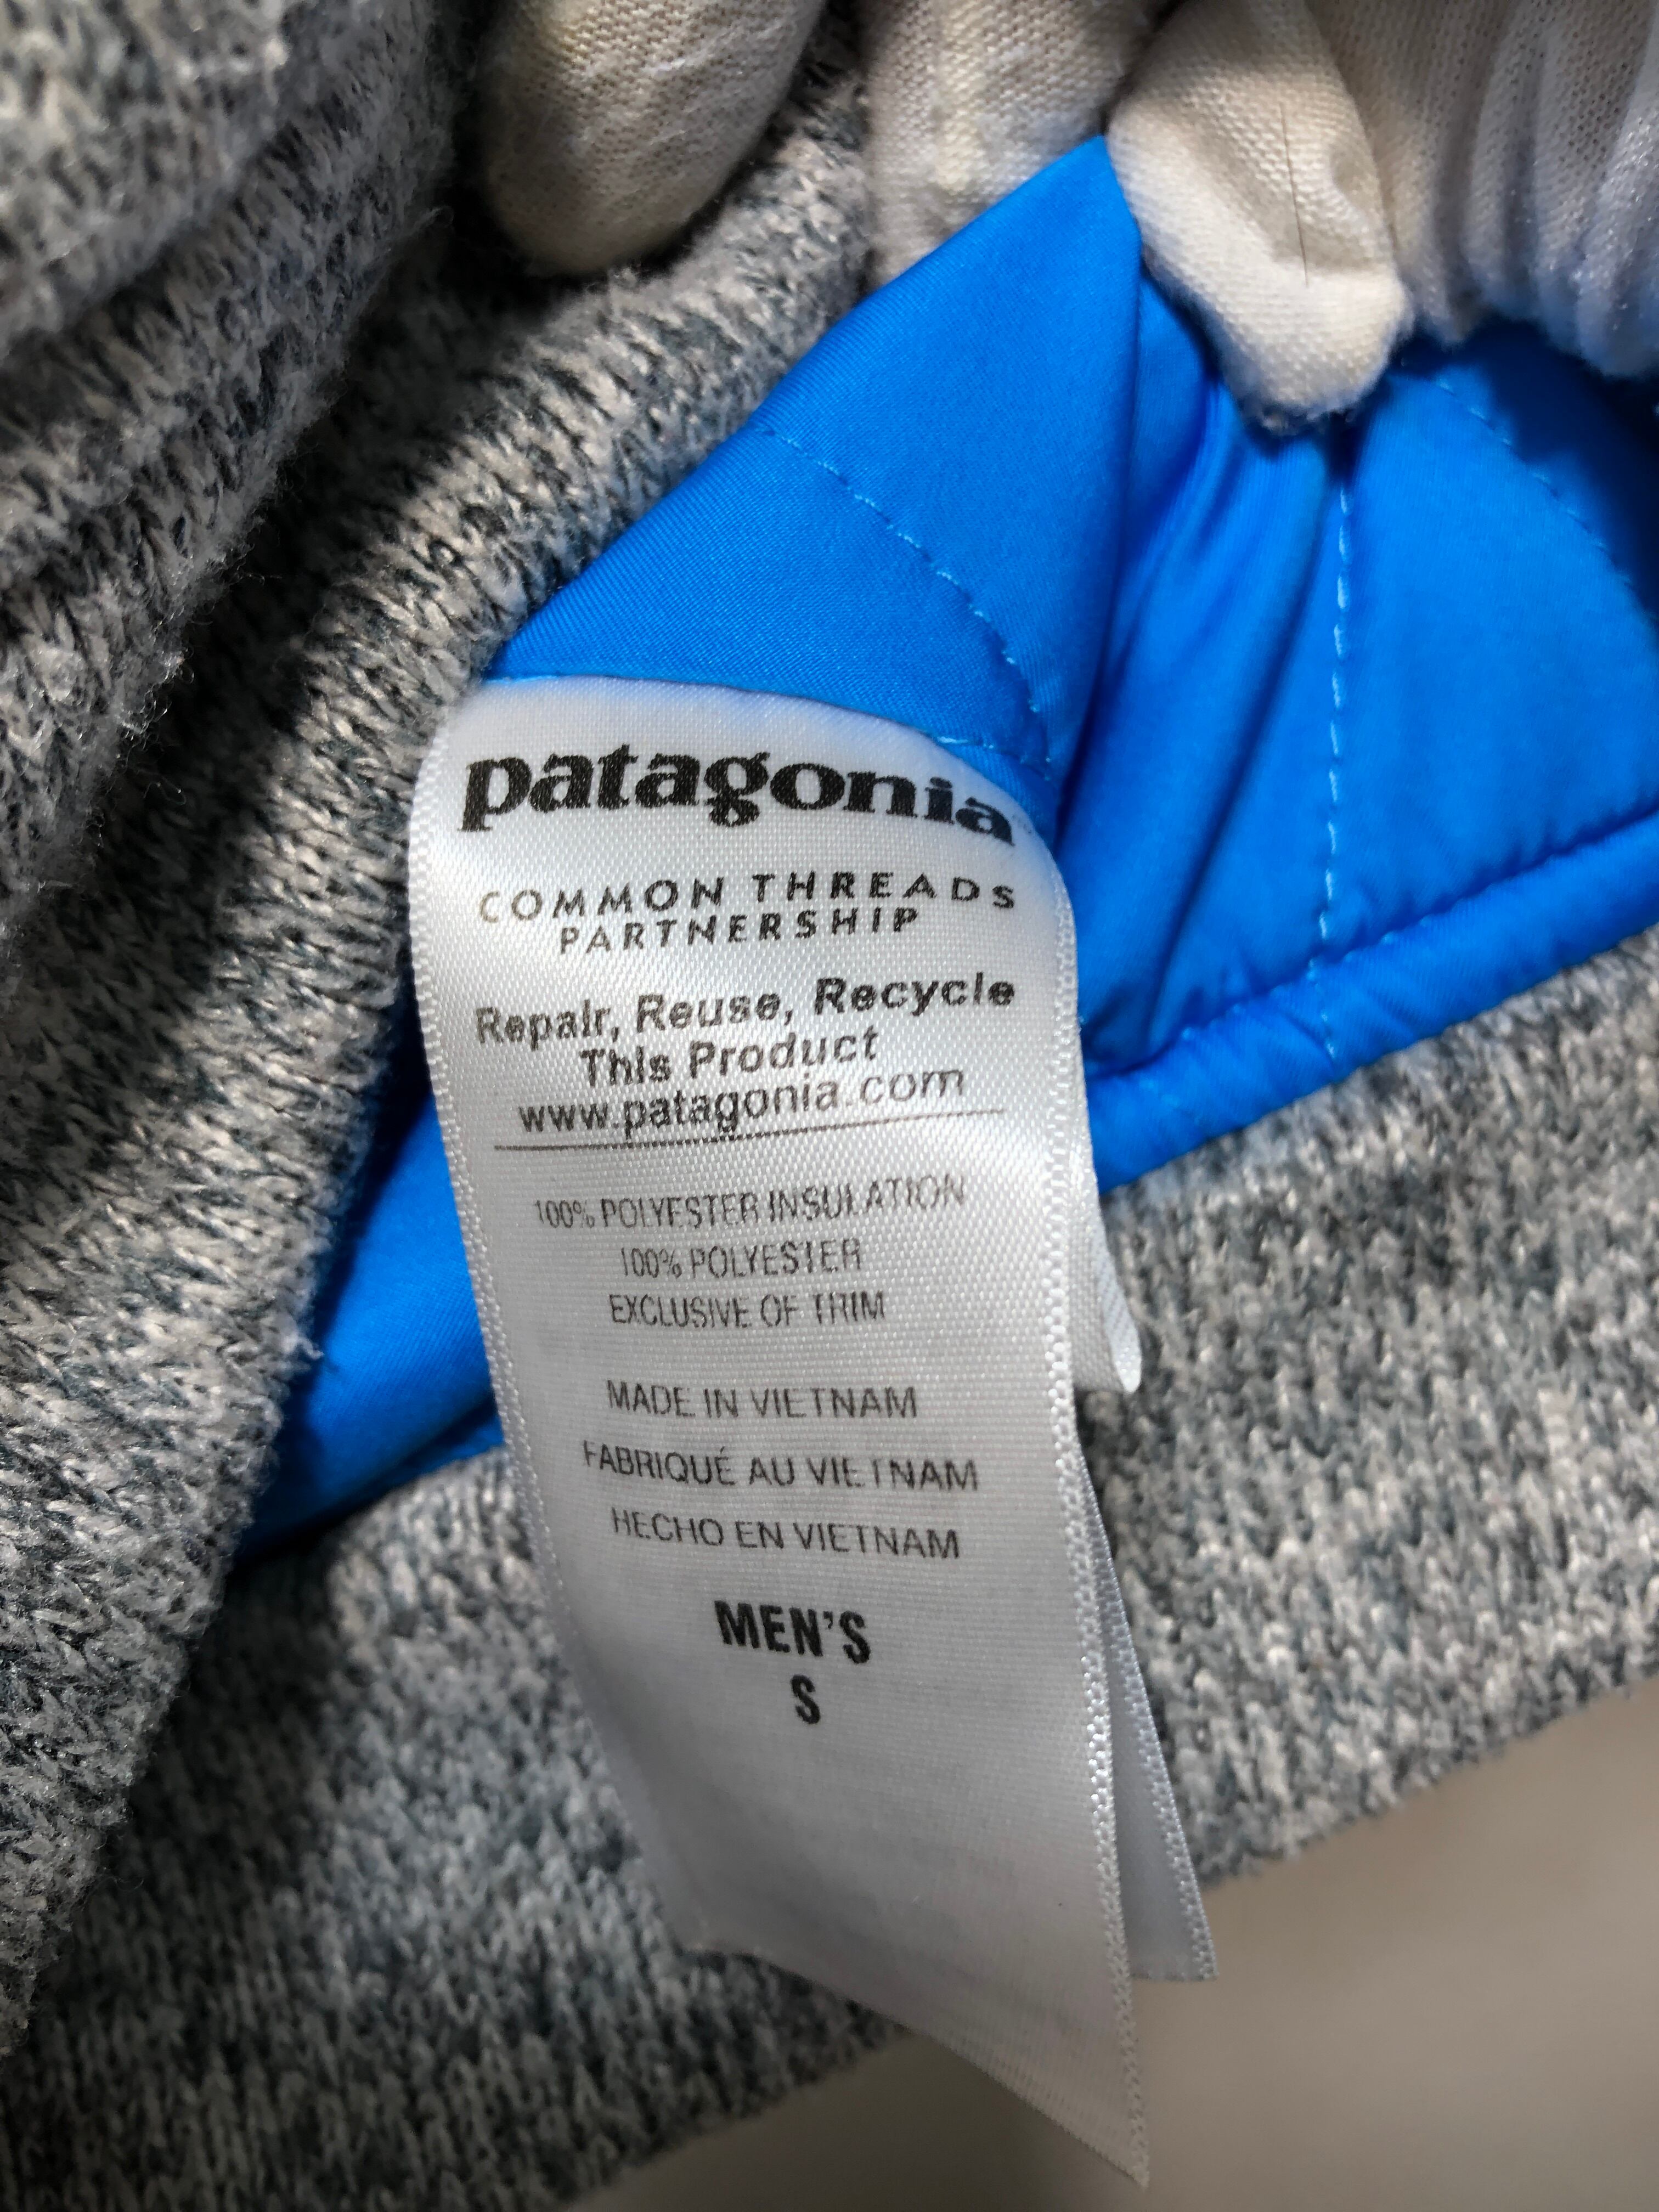 patagonia
COMMON THREADS
PARTNERSHIP
Repair, Reuse, Recycle
This Product
www.patagonia.com
100% POLYESTER INSULATION
100% POLYESTER
EXCLUSIVE OF TRIM
MADE IN VIETNAM
FABRIQUÉ AU VIETNAM
HECHO EN VIETNAM
MEN'S
S